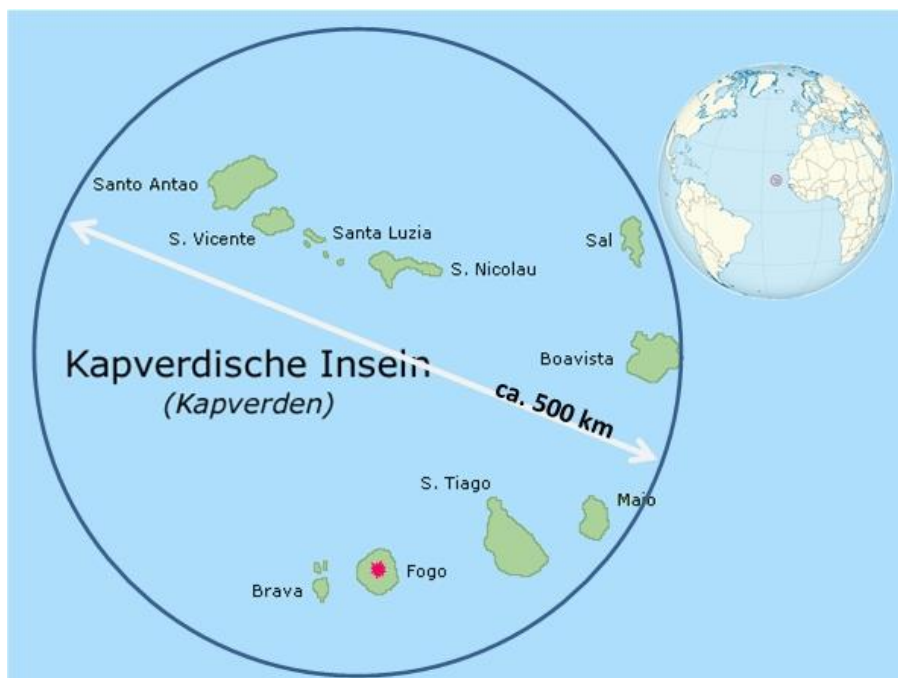 Santo Antao
S. Vicente
Santa Luzia
S. Nicolau
Sal
Boavista
Kapverdische Inseln
(Kapverden)
ca. 500 km
S. Tiago
Maio
Fogo
Brava